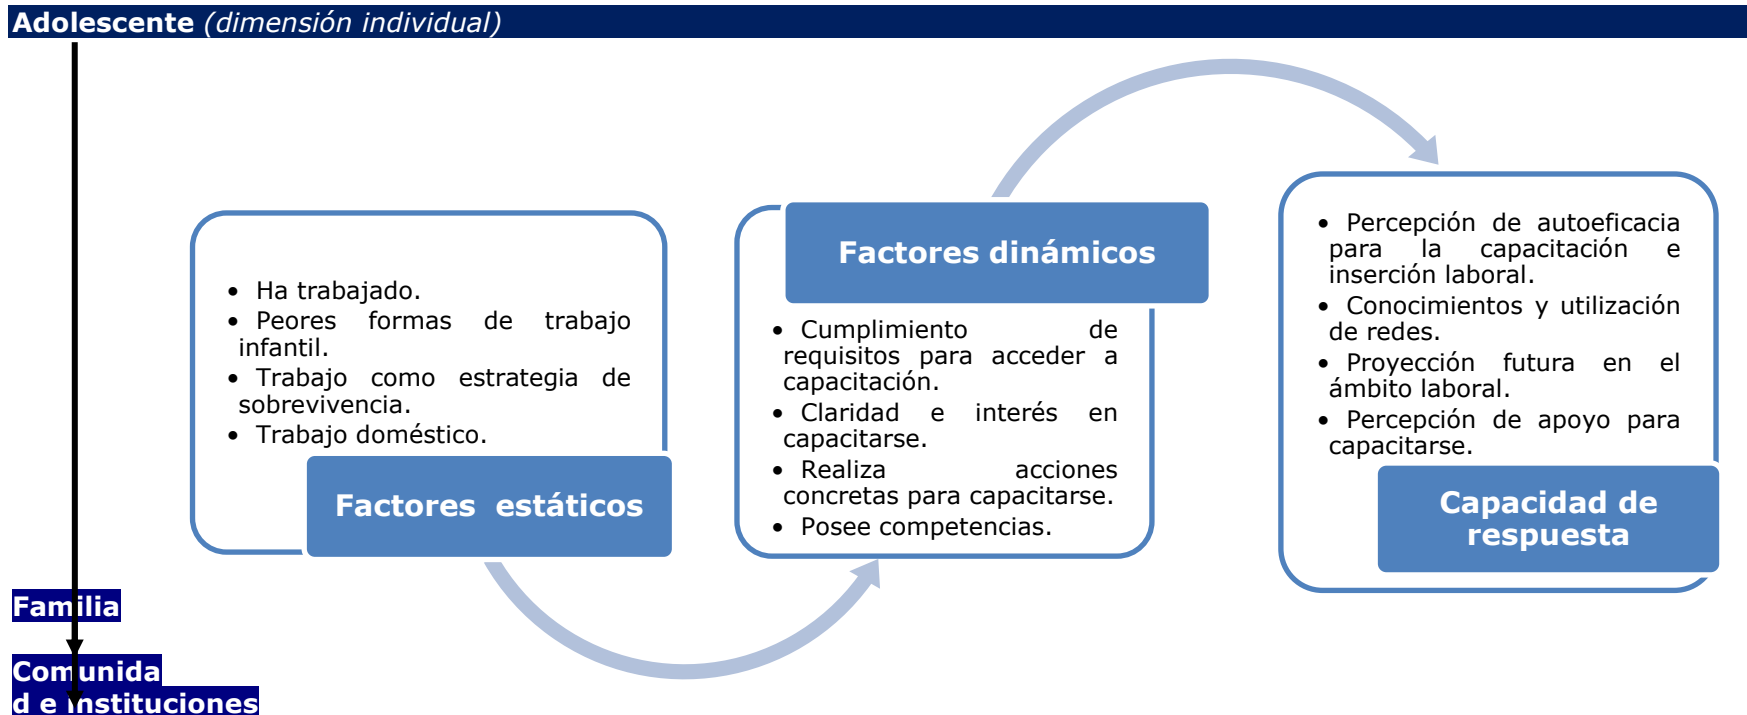 Adolescente (dimensión individual)
• Ha trabajado.
• Peores formas de trabajo
infantil.
• Trabajo como estrategia de
sobrevivencia.
• Trabajo doméstico.
Factores estáticos
Factores dinámicos
• Cumplimiento de
requisitos para acceder a
capacitación.
• Claridad e interés en
capacitarse.
• Realiza acciones
concretas para capacitarse.
• Posee competencias.
• Percepción de autoeficacia
para la capacitación e
inserción laboral.
• Conocimientos y utilización
de redes.
• Proyección futura en el
ámbito laboral.
• Percepción de apoyo para
capacitarse.
Capacidad de
respuesta
Familia
Comunida
d e instituciones